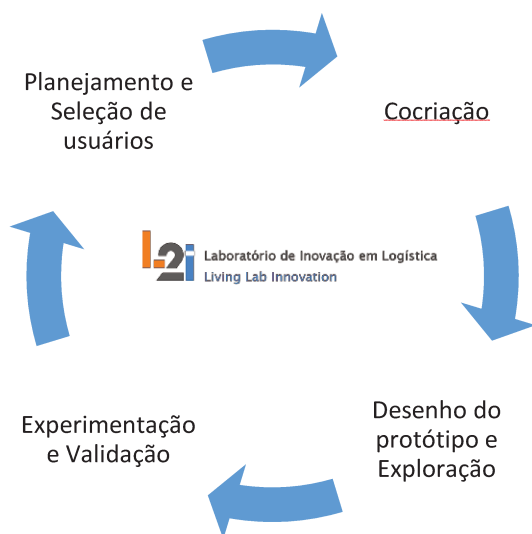 Planejamento e
Seleção de
usuários
Cocriação
L2i
Laboratório de Inovação em Logística
Living Lab Innovation
Desenho do
protótipo e
Exploração
Experimentação
e Validação